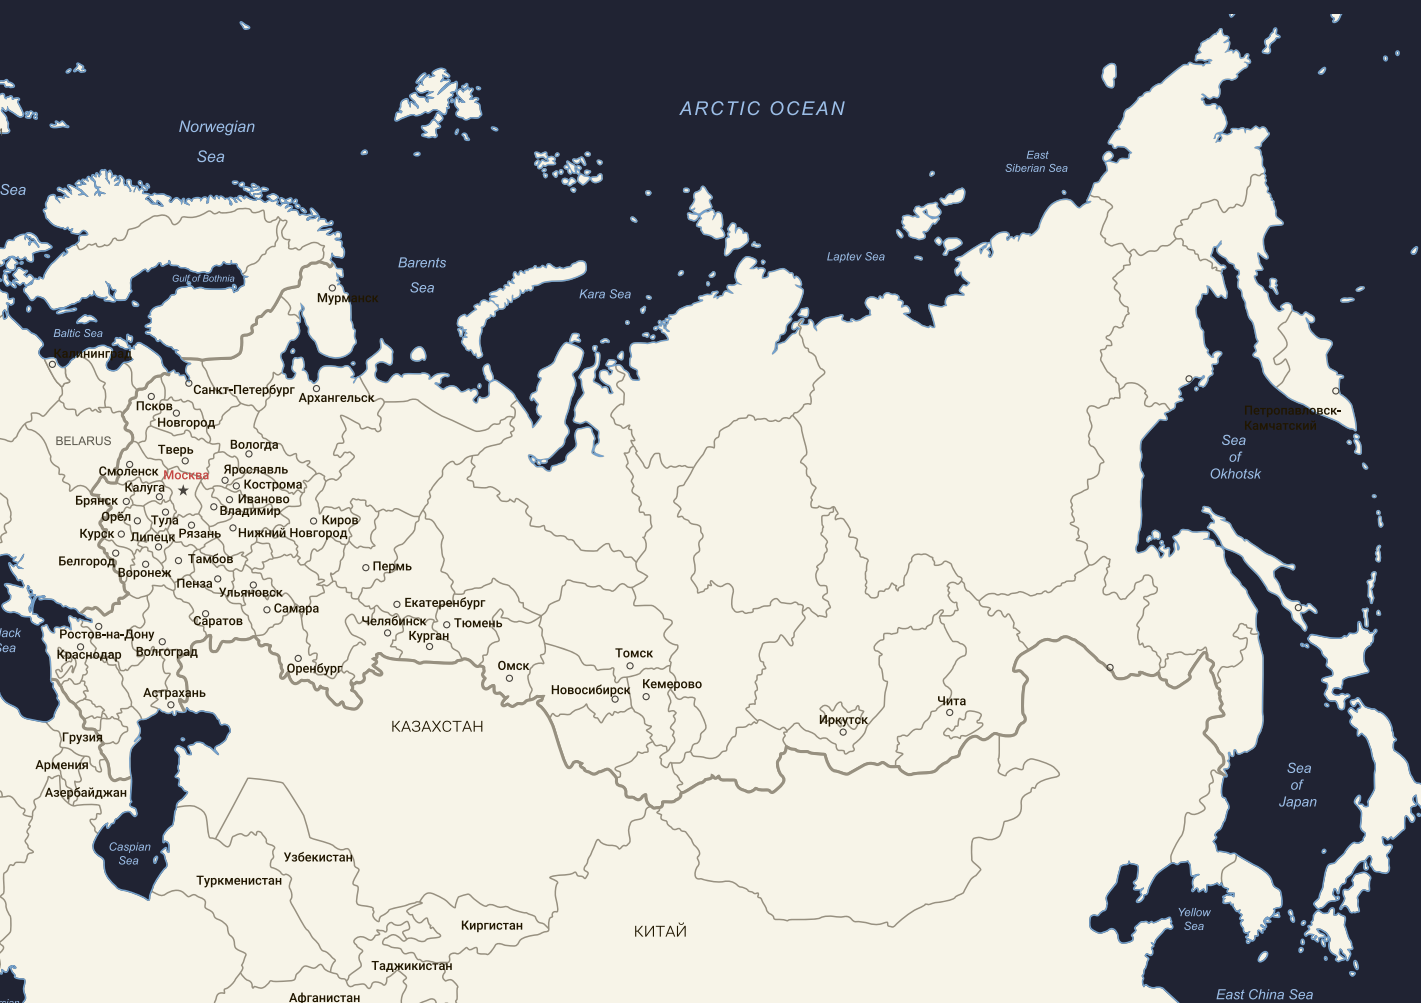 ARCTIC OCEAN
Norwegian
Sea
East
Siberian Sea
Sea
Barents
Sea
Laptev Sea
Gulf of Bothnia
Kara Sea
Мурманск
Baltic Sea
Калининград
Санкт-Петербург
Архангельск
Псков
Новгород
Петропавловск-
Камчатский
BELARUS
Вологда
Тверь
Sea
of
Okhotsk
Смоленск
Ярославль
Москва
Калуга
Кострома
Брянск
Иваново
Владимир
Орёл
Тула
Киров
Курск
Липецк
Рязань
Нижний Новгород
Белгород
Тамбов
Воронеж
Пермь
Пенза
Ульяновск
Екатеренбург
Самара
Саратов
Челябинск
Тюмень
Ростов-на-Дону
Курган
lack
Sea
Краснодар
Волгоград
Томск
Оренбург
Омск
Новосибирск
Кемерово
Астрахань
Чита
Иркутск
КАЗАХСТАН
Грузия
Армения
Sea
of
Japan
Азербайджан
Caspian
Sea
Узбекистан
Туркменистан
Yellow
Sea
Киргистан
КИТАЙ
Таджикистан
East China Sea
Афганистан